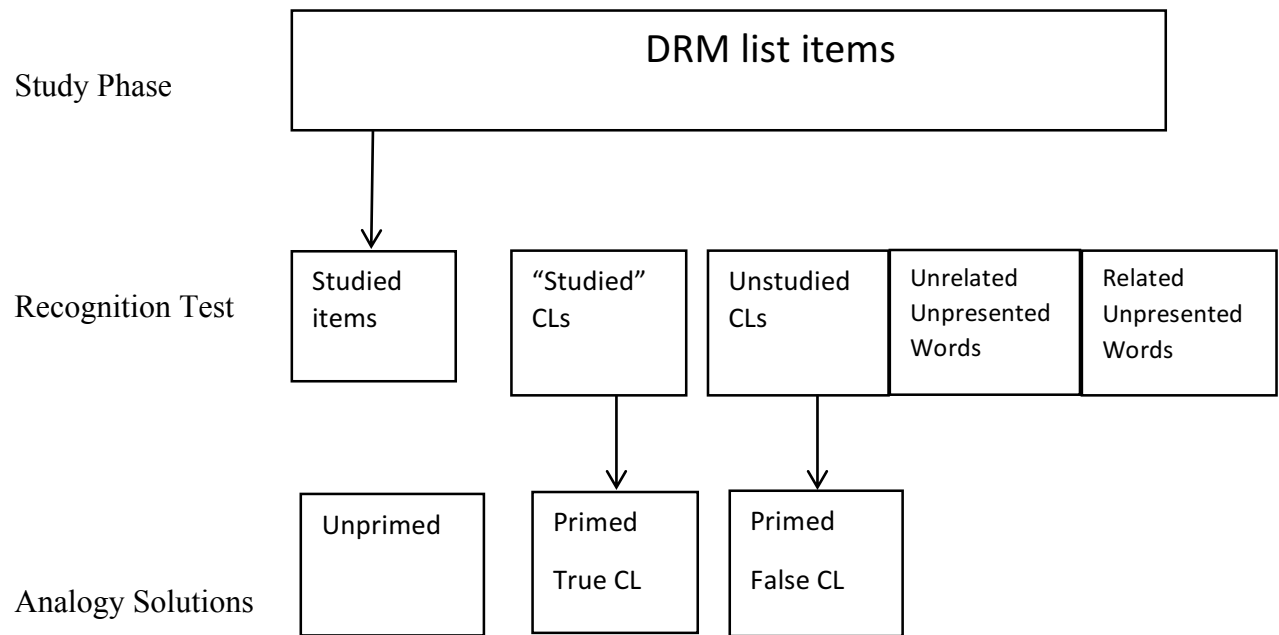 DRM list items
Study Phase
Recognition Test
Studied
items
“Studied”
CLs
Unstudied
CLs
Unrelated
Unpresented
Words
Related
Unpresented
Words
Analogy Solutions
Unprimed
Primed
True CL
Primed
False CL